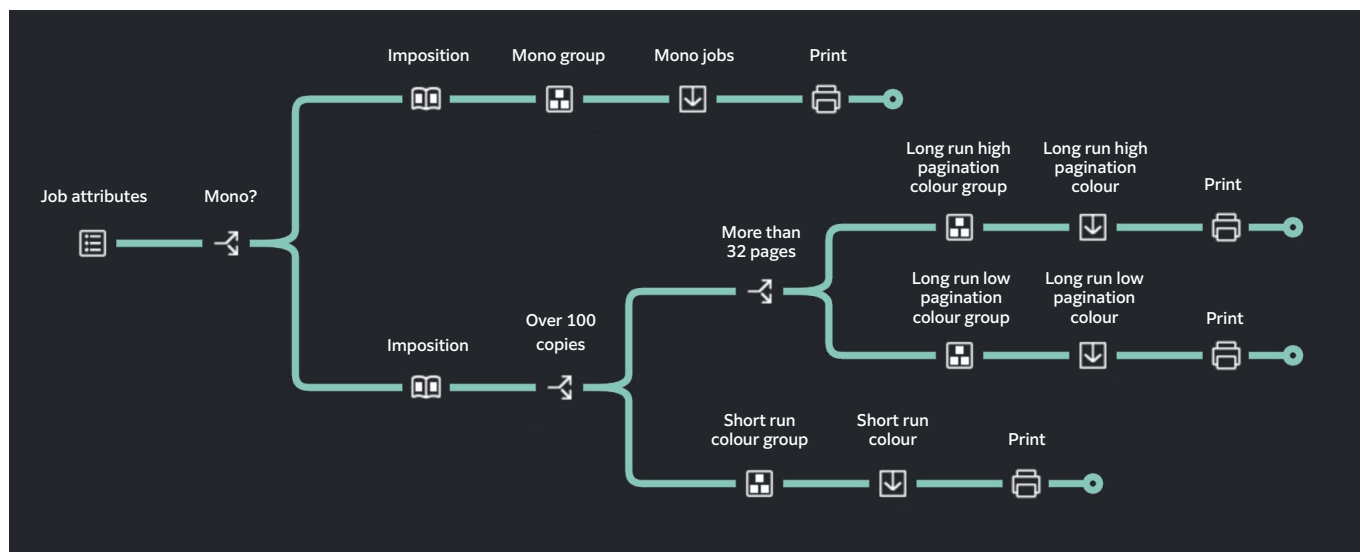 Imposition
Mono group
Mono jobs
Print
Job attributes
Mono?
Long run high
pagination
colour group
Long run high
pagination
colour
Print
More than
32 pages
Long run low
pagination
colour group
Long run low
pagination
colour
Print
Imposition
Over 100
copies
Short run
colour group
Short run
colour
Print